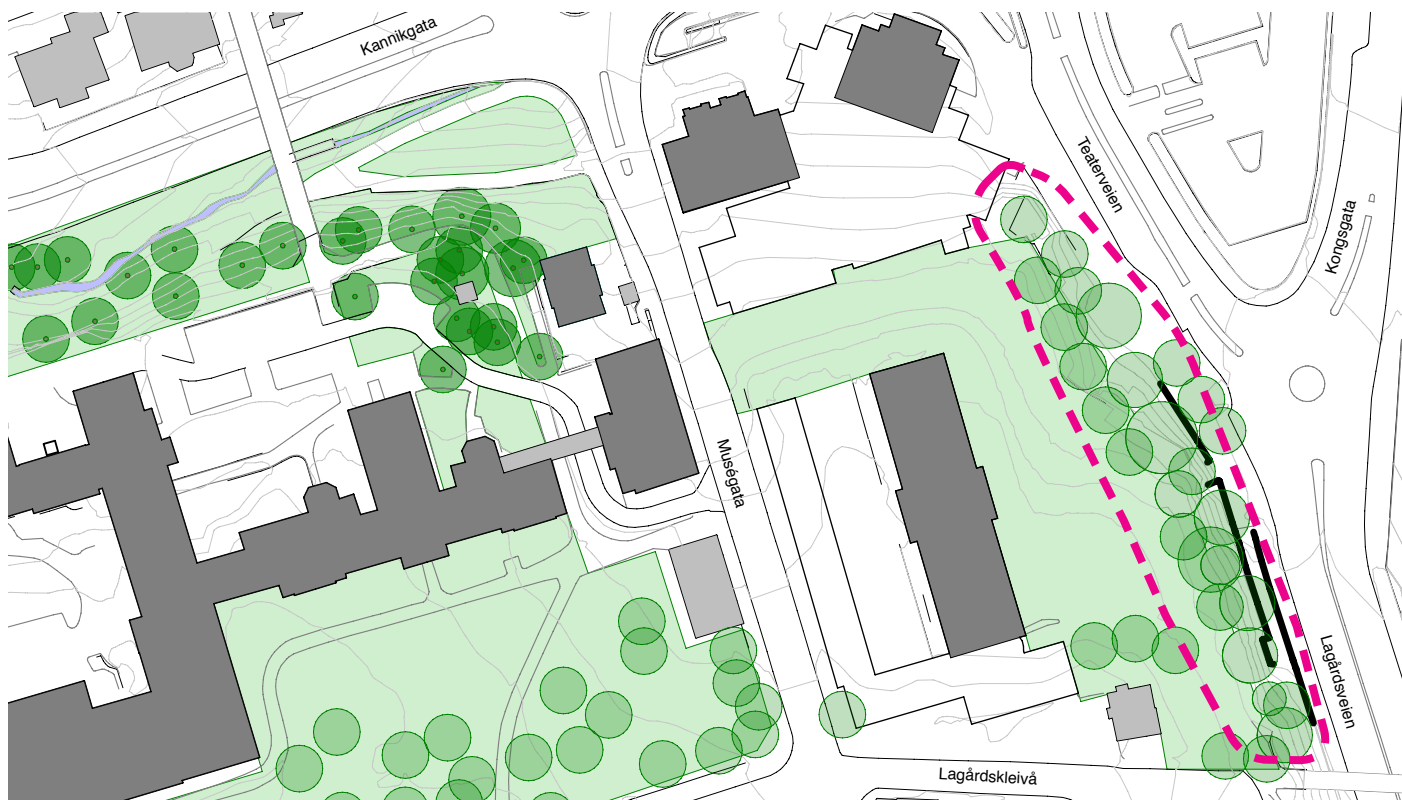 Kannikgata
Teaterveien
Kongsgata
Muségata
Lagårdsveien
Lagårdskleivå